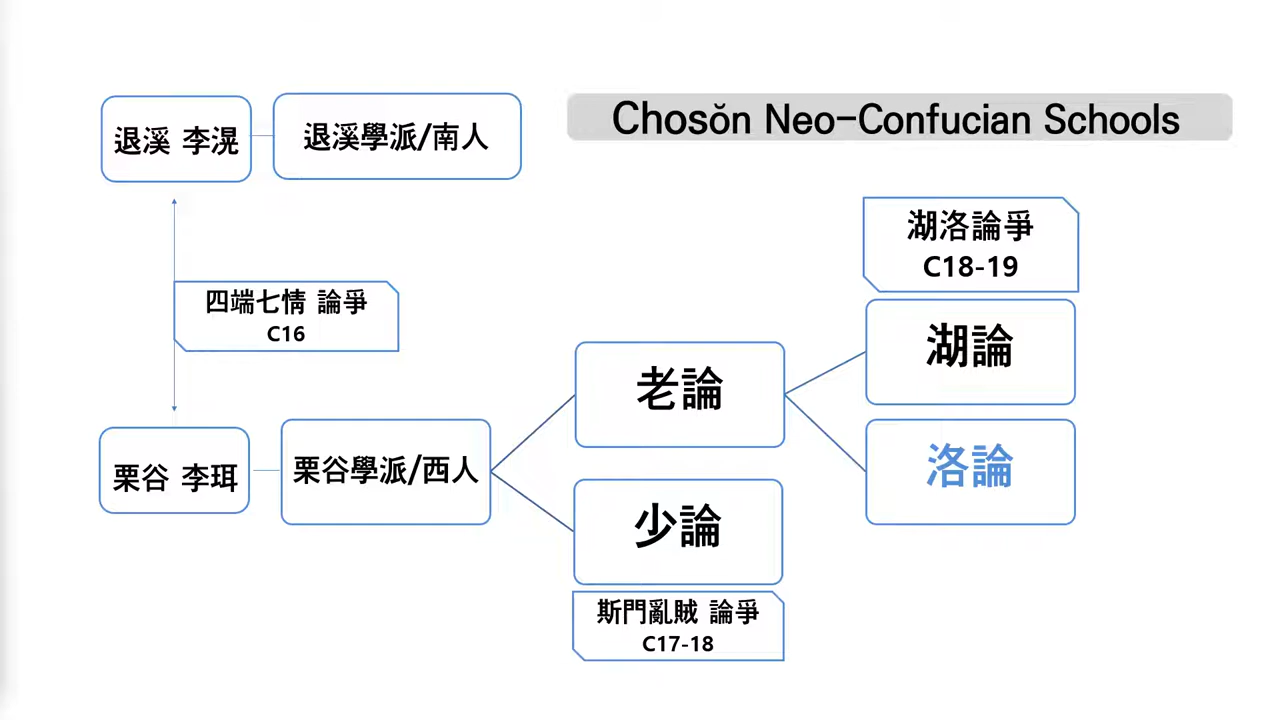 Chosŏn Neo-Confucian Schools
退溪 李滉
退溪學派/南人
四端七情 論爭
C16
栗谷 李珥
栗谷學派/西人
老論
少論
斯門亂賊 論爭
C17-18
湖洛論爭
C18-19
湖論
洛論